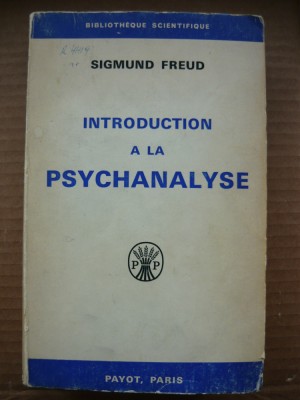 BIBLIOTHÈQUE SCIENTIFIQUE
SIGMUND FREUD
INTRODUCTION
A LA
PSYCHANALYSE
P P
PAYOT, PARIS